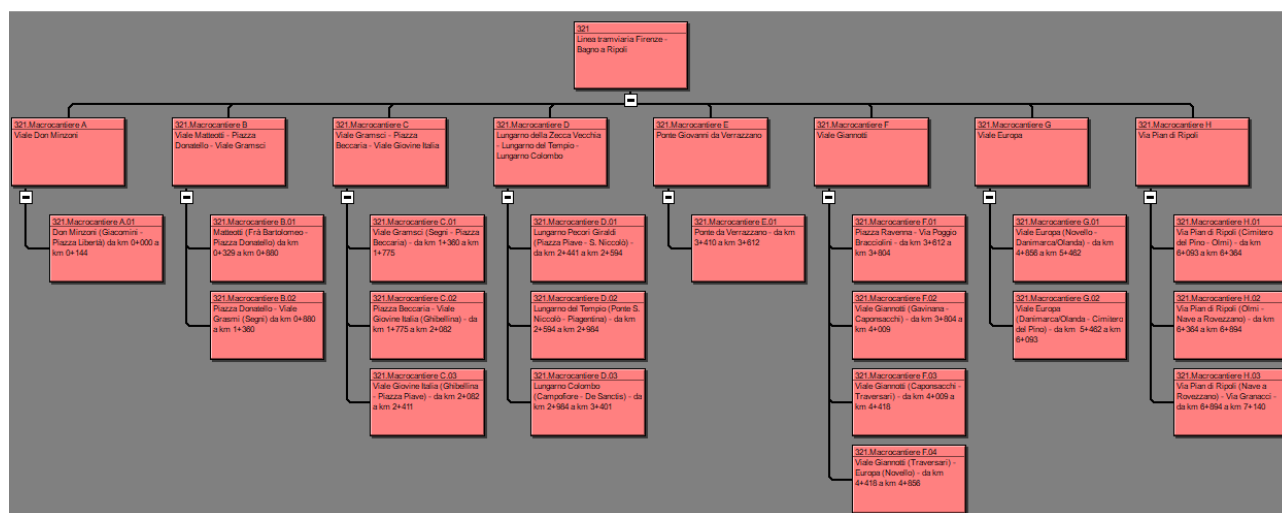 321
Linea tramviaria Firenze -
Bagno a Ripoli
321.Macrocantiere A
Viale Don Minzoni
321.Macrocantiere B
Viale Matteotti - Piazza
Donatello - Viale Gramsci
321.Macrocantiere C
Viale Gramsci - Piazza
Beccaria - Viale Giovine Italia
321.Macrocantiere D
Lungarno della Zecca Vecchia
- Lungarno del Tempio -
Lungarno Colombo
321.Macrocantiere E
Ponte Giovanni da Verrazzano
321.Macrocantiere F
Viale Giannotti
321.Macrocantiere G
Viale Europa
321.Macrocantiere H
Via Pian di Ripoli
321.Macrocantiere A.01
Don Minzoni (Giacomini -
Piazza Libertà) da km 0+000 a
km 0+144
321.Macrocantiere B.01
Matteotti (Frà Bartolomeo -
Piazza Donatello) da km
0+329 a km 0+880
321.Macrocantiere B.02
Piazza Donatello - Viale
Grasmi (Segni) da km 0+880
a km 1+360
321.Macrocantiere C.01
Viale Gramsci (Segni - Piazza
Beccaria) - da km 1+360 a km
1+775
321.Macrocantiere C.02
Piazza Beccaria - Viale
Giovine Italia (Ghibellina) - da
km 1+775 a km 2+082
321.Macrocantiere C.03
Viale Giovine Italia (Ghibellina
- Piazza Piave) - da km 2+082
a km 2+411
321.Macrocantiere D.01
Lungarno Pecori Giraldi
(Piazza Piave - S. Niccolò) -
da km 2+441 a km 2+594
321.Macrocantiere D.02
Lungarno del Tempio (Ponte S.
Niccolò - Piagentina) - da km
2+594 a km 2+984
321.Macrocantiere D.03
Lungarno Colombo
(Campofiore - De Sanctis) - da
km 2+984 a km 3+401
321.Macrocantiere E.01
Ponte da Verrazzano - da km
3+410 a km 3+612
321.Macrocantiere F.01
Piazza Ravenna - Via Poggio
Bracciolini - da km 3+612 a
km 3+804
321.Macrocantiere F.02
Viale Giannotti (Gavinana -
Caponsacchi) - da km 3+804 a
km 4+009
321.Macrocantiere F.03
Viale Giannotti (Caponsacchi -
Traversari) - da km 4+009 a
km 4+418
321.Macrocantiere F.04
Viale Giannotti (Traversari) -
Europa (Novello) - da km
4+418 a km 4+856
321.Macrocantiere G.01
Viale Europa (Novello -
Danimarca/Olanda) - da km
4+856 a km 5+462
321.Macrocantiere G.02
Viale Europa
(Danimarca/Olanda - Cimitero
del Pino) - da km 5+462 a km
6+093
321.Macrocantiere H.01
Via Pian di Ripoli (Cimitero
del Pino - Olmi) - da km
6+093 a km 6+364
321.Macrocantiere H.02
Via Pian di Ripoli (Olmi -
Nave a Rovezzano) - da km
6+364 a km 6+894
321.Macrocantiere H.03
Via Pian di Ripoli (Nave a
Rovezzano) - Via Granacci -
da km 6+894 a km 7+140